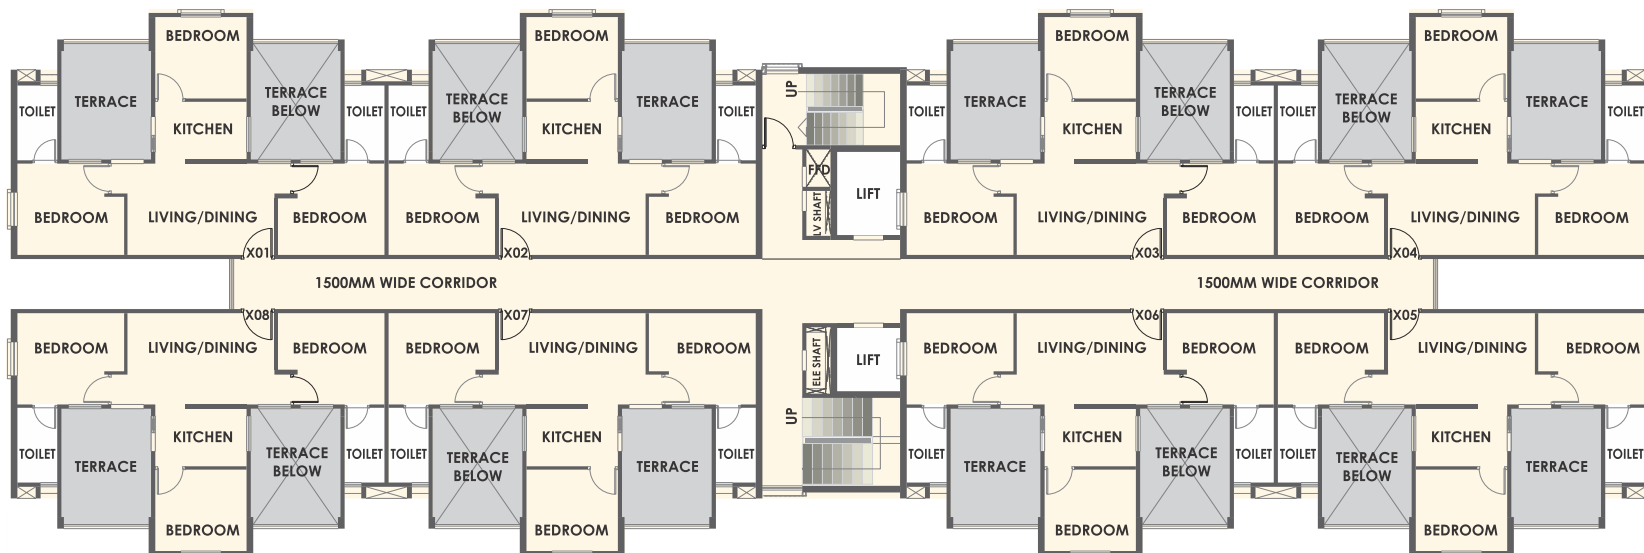 BEDROOM
BEDROOM
BEDROOM
BEDROOM
TERRACE
TERRACE
BELOW
TERRACE
BELOW
TERRACE
UP
TERRACE
TERRACE
BELOW
TERRACE
BELOW
TERRACE
TOILET
KITCHEN
TOILET
TOILET
KITCHEN
TOILET
TOILET
KITCHEN
TOILET
TOILET
KITCHEN
TOILET
FFD
LIFT
LV SHAFT
BEDROOM
LIVING/DINING
BEDROOM
BEDROOM
LIVING/DINING
BEDROOM
BEDROOM
LIVING/DINING
BEDROOM
BEDROOM
LIVING/DINING
BEDROOM
X01
X02
X03
X04
1500MM WIDE CORRIDOR
1500MM WIDE CORRIDOR
X08
X07
X06
X05
BEDROOM
LIVING/DINING
BEDROOM
BEDROOM
LIVING/DINING
BEDROOM
ELE SHAFT
LIFT
BEDROOM
LIVING/DINING
BEDROOM
BEDROOM
LIVING/DINING
BEDROOM
UP
TOILET
KITCHEN
TOILET
TOILET
KITCHEN
TOILET
TOILET
KITCHEN
TOILET
TOILET
KITCHEN
TOILET
TERRACE
TERRACE
BELOW
TERRACE
BELOW
TERRACE
TERRACE
TERRACE
BELOW
TERRACE
BELOW
TERRACE
BEDROOM
BEDROOM
BEDROOM
BEDROOM